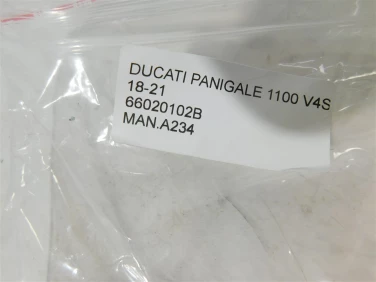 DUCATI PANIGALE 1100 V4S
18-21
66020102B
MAN.A234